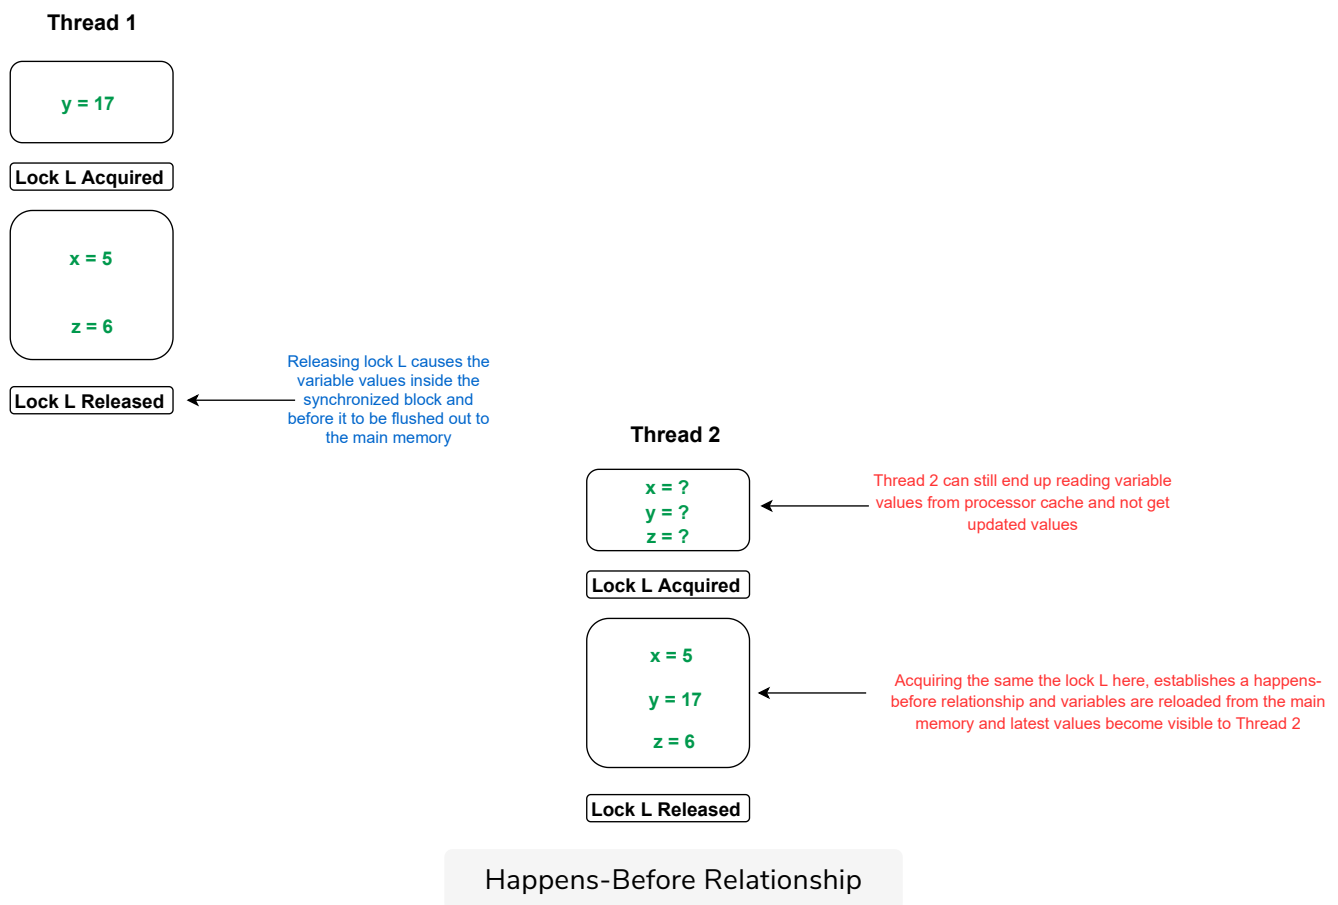 Thread 1
y = 17
Lock L Acquired
x = 5
z = 6
Lock L Released
Releasing lock L causes the
variable values inside the
synchronized block and
before it to be flushed out to
the main memory
Thread 2
x = ?
y = ?
z = ?
Thread 2 can still end up reading variable
values from processor cache and not get
updated values
Lock L Acquired
x = 5
y = 17
z = 6
Acquiring the same the lock L here, establishes a happens-
before relationship and variables are reloaded from the main
memory and latest values become visible to Thread 2
Lock L Released
Happens-Before Relationship